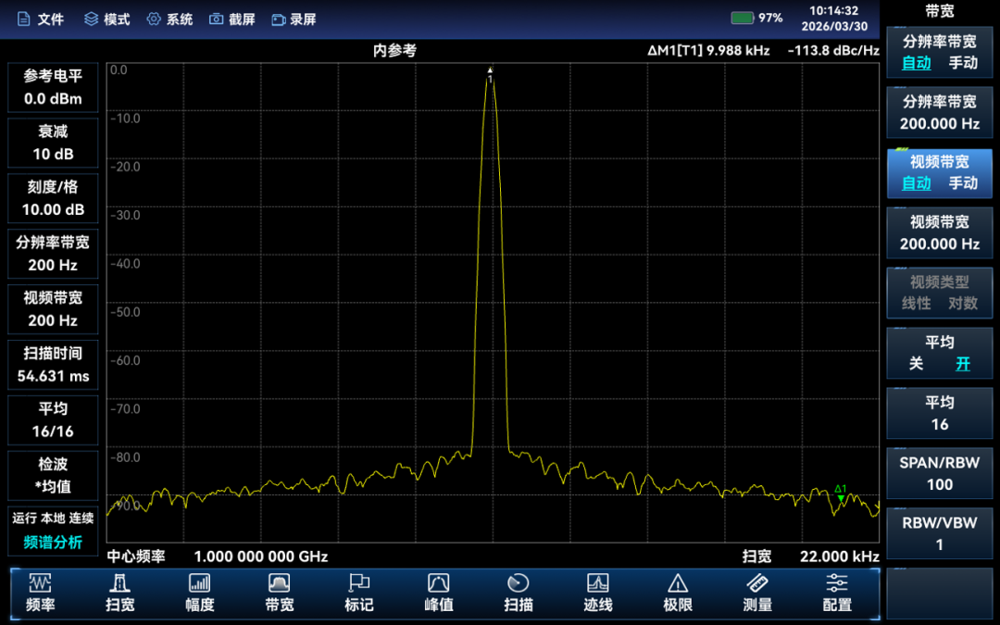 文件 模式 系统 截屏 录屏 97% 10:14:32
2026/03/30
内参考 ΔM1[T1] 9.988 kHz -113.8 dBc/Hz
参考电平
0.0 dBm
衰减
10 dB
刻度/格
10.00 dB
分辨率带宽
200 Hz
视频带宽
200 Hz
扫描时间
54.631 ms
平均
16/16
检波
*均值
运行 本地 连续
频谱分析
0.0
-10.0
-20.0
-30.0
-40.0
-50.0
-60.0
-70.0
-80.0
-90.0
1
Δ1
中心频率 1.000 000 000 GHz 扫宽 22.000 kHz
带宽
分辨率带宽
自动 手动
分辨率带宽
200.000 Hz
视频带宽
自动 手动
视频带宽
200.000 Hz
视频类型
线性 对数
平均
关 开
平均
16
SPAN/RBW
100
RBW/VBW
1
频率 扫宽 幅度 带宽 标记 峰值 扫描 迹线 极限 测量 配置